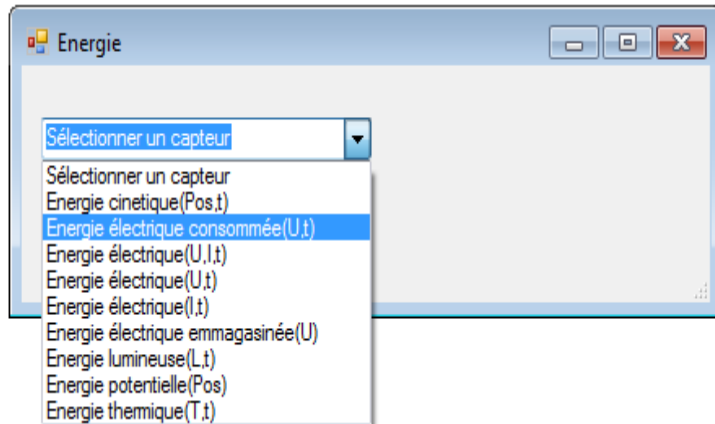 Energie
Sélectionner un capteur
Sélectionner un capteur
Energie cinetique(Pos,t)
Energie électrique consommée(U,t)
Energie électrique(U,I,t)
Energie électrique(U,t)
Energie électrique(I,t)
Energie électrique emmagasinée(U)
Energie lumineuse(L,t)
Energie potentielle(Pos)
Energie thermique(T,t)